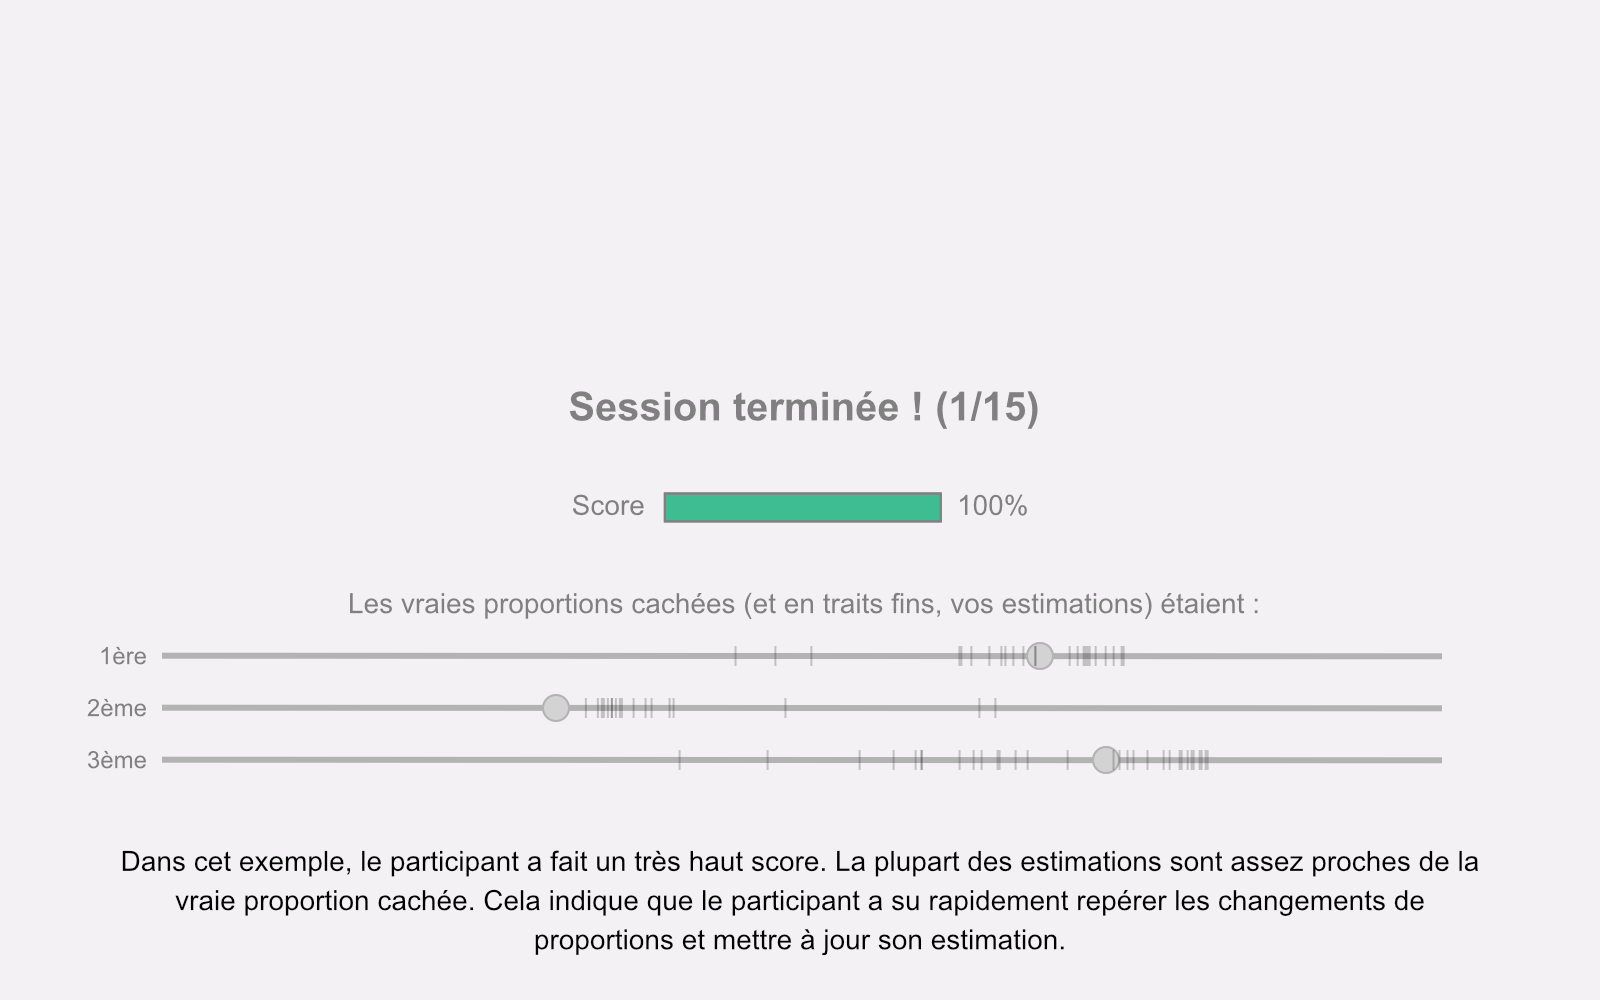 Session terminée ! (1/15)
Score 100%
Les vraies proportions cachées (et en traits fins, vos estimations) étaient :
1ère
2ème
3ème
Dans cet exemple, le participant a fait un très haut score. La plupart des estimations sont assez proches de la
vraie proportion cachée. Cela indique que le participant a su rapidement repérer les changements de
proportions et mettre à jour son estimation.